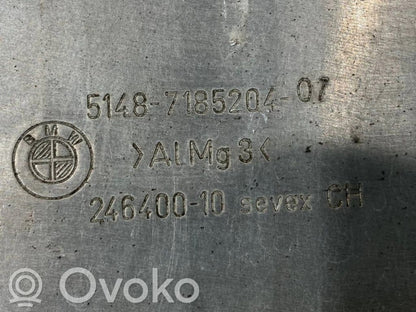 5148-7185204-07
BMW
>AlMg3<
246400-10 sevex CH
Ovoko